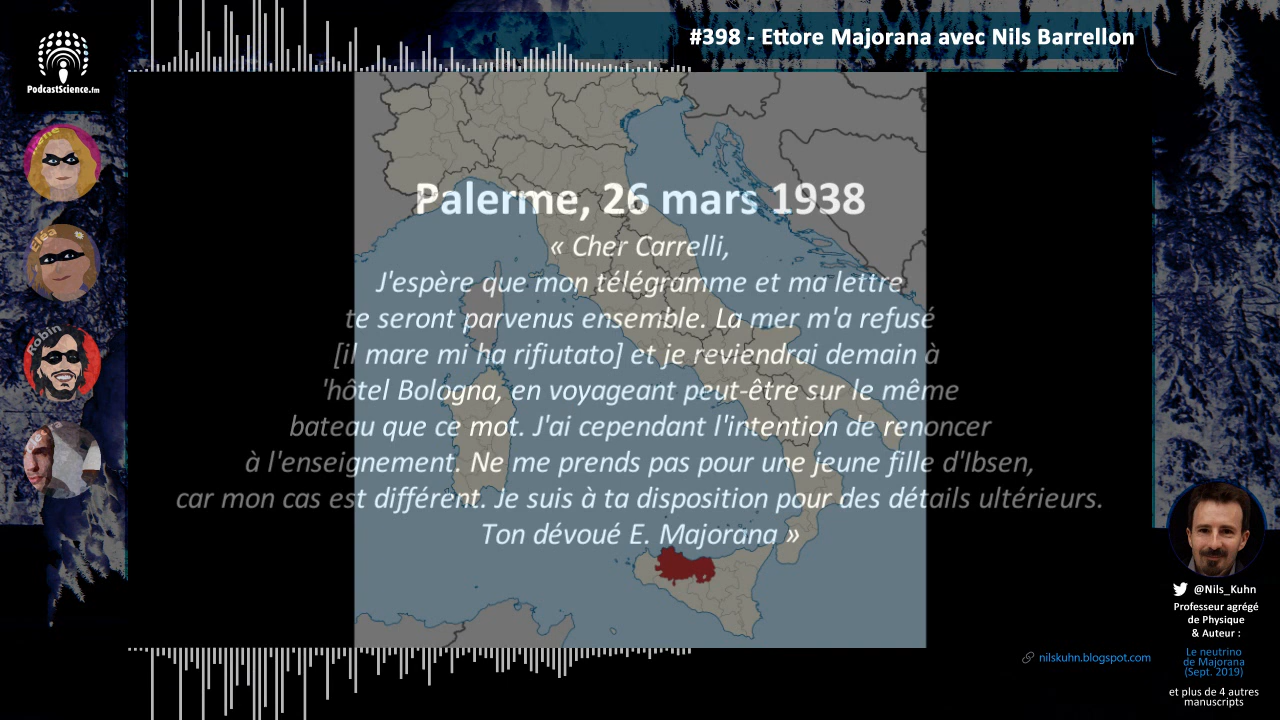 #398 - Ettore Majorana avec Nils Barrellon
PodcastScience.fm
Irène
Eléa
Robin
Palerme, 26 mars 1938
« Cher Carrelli,
J'espère que mon télégramme et ma lettre
te seront parvenus ensemble. La mer m'a refusé
[il mare mi ha rifiutato] et je reviendrai demain à
'hôtel Bologna, en voyageant peut-être sur le même
bateau que ce mot. J'ai cependant l'intention de renoncer
à l'enseignement. Ne me prends pas pour une jeune fille d'Ibsen,
car mon cas est différent. Je suis à ta disposition pour des détails ultérieurs.
Ton dévoué E. Majorana »
@Nils_Kuhn
Professeur agrégé
de Physique
& Auteur :
Le neutrino
de Majorana
(Sept. 2019)
et plus de 4 autres
manuscripts
nilskuhn.blogspot.com